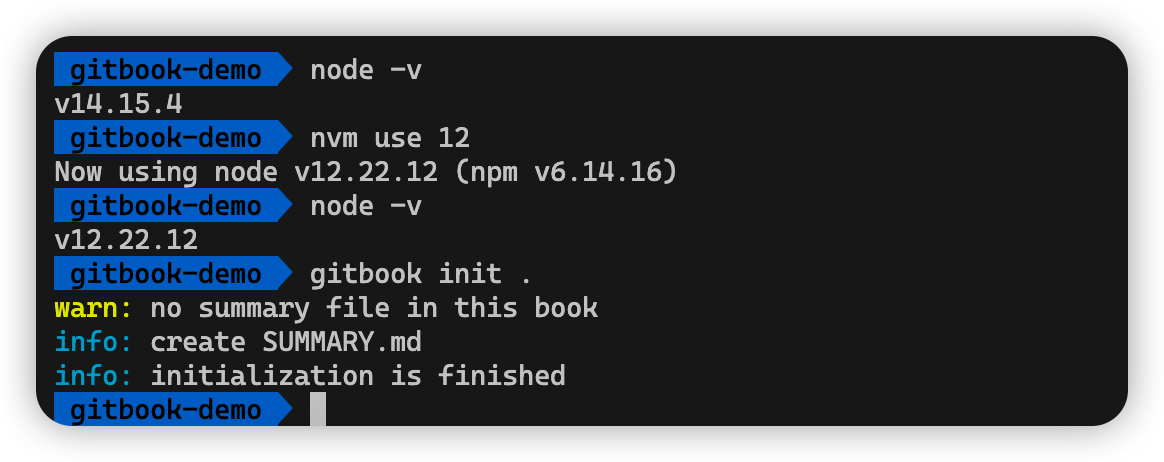 gitbook-demo node -v
v14.15.4
gitbook-demo nvm use 12
Now using node v12.22.12 (npm v6.14.16)
gitbook-demo node -v
v12.22.12
gitbook-demo gitbook init .
warn: no summary file in this book
info: create SUMMARY.md
info: initialization is finished
gitbook-demo